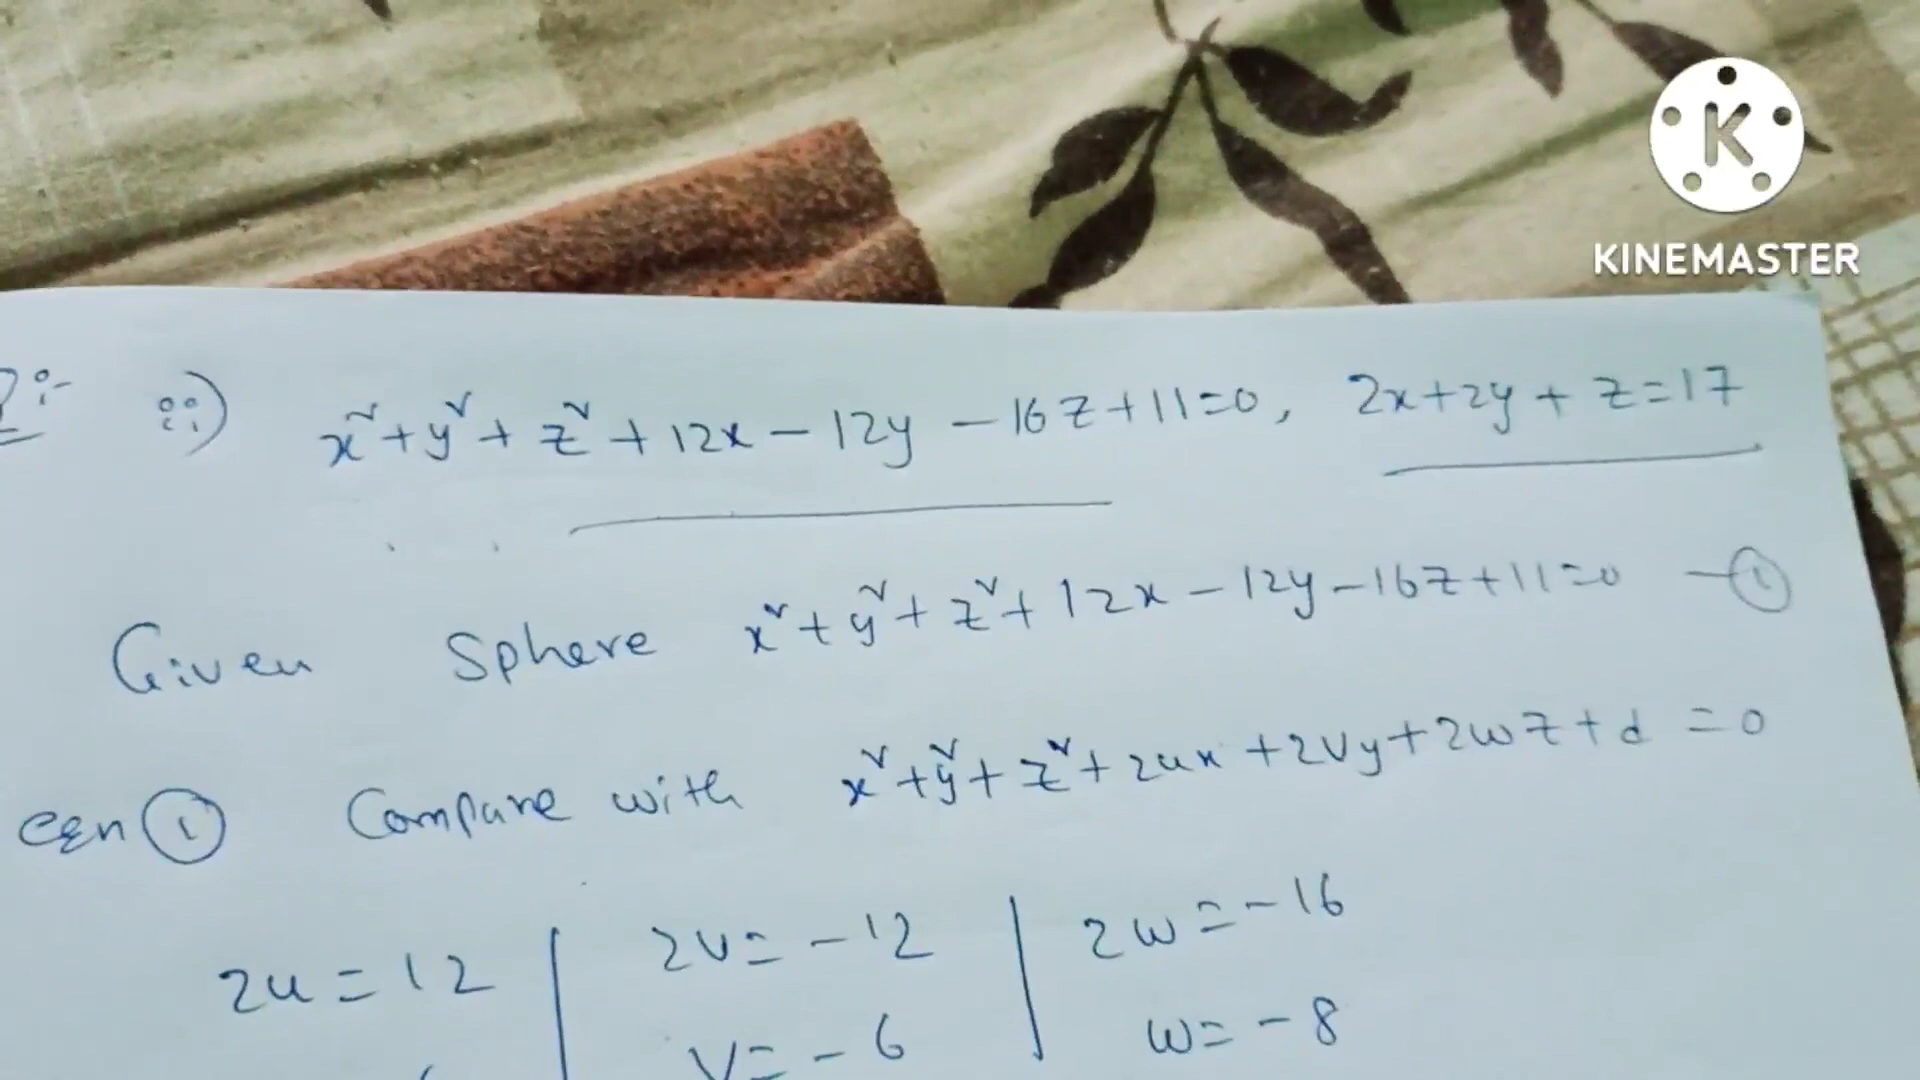 KINEMASTER
ii) x²+y²+z²+12x-12y-16z+11=0, 2x+2y+z=17
Given Sphere x²+y²+z²+12x-12y-16z+11=0 —①
eqn ① Compare with x²+y²+z²+2ux+2vy+2wz+d=0
2u=12 | 2v=-12 | 2w=-16
v=-6 w=-8